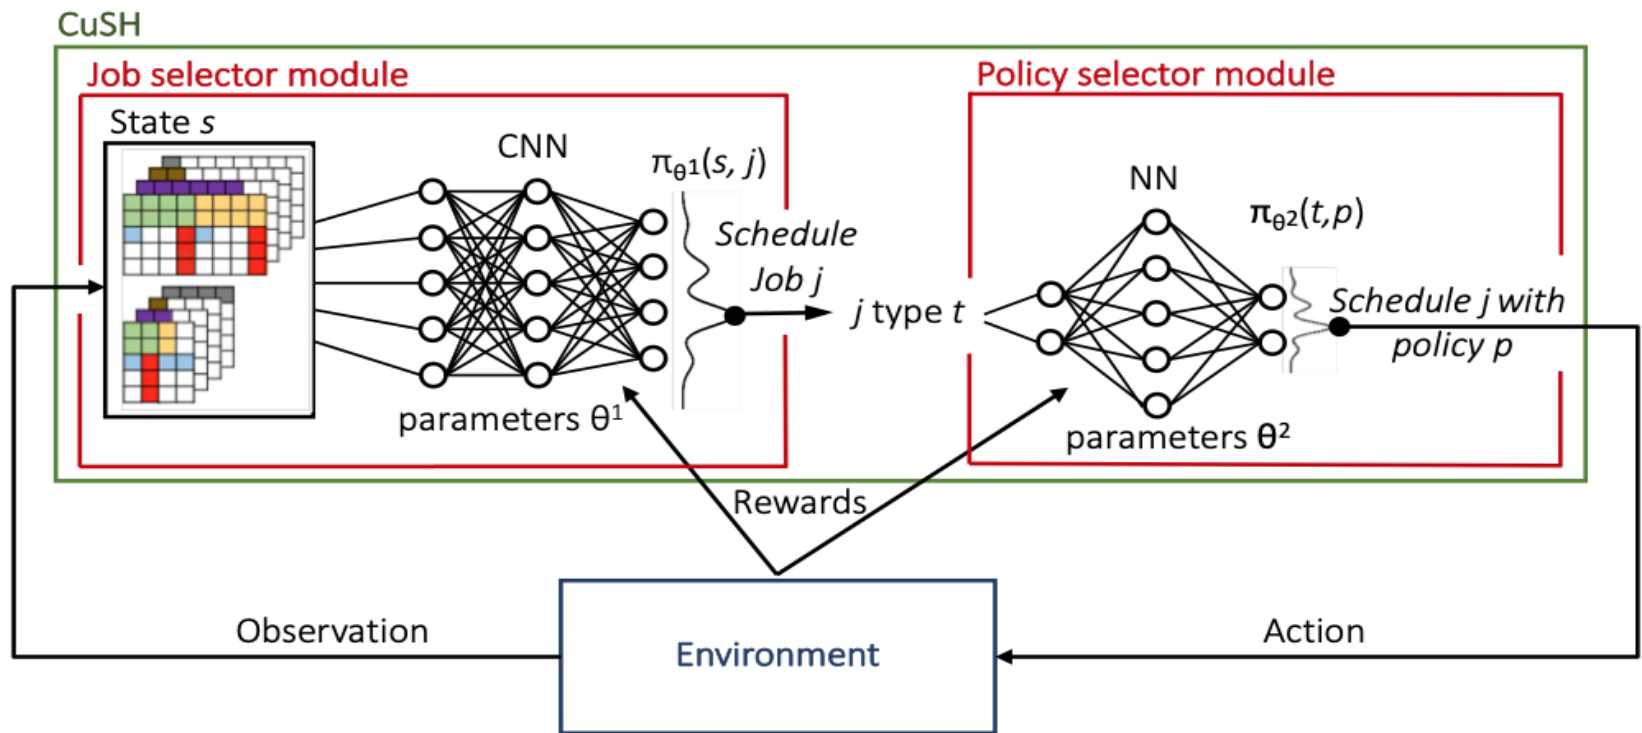 CuSH
Job selector module
Policy selector module
State s
CNN
πθ¹(s, j)
Schedule
Job j
j type t
NN
πθ²(t,p)
Schedule j with
policy p
parameters θ¹
parameters θ²
Rewards
Observation
Environment
Action